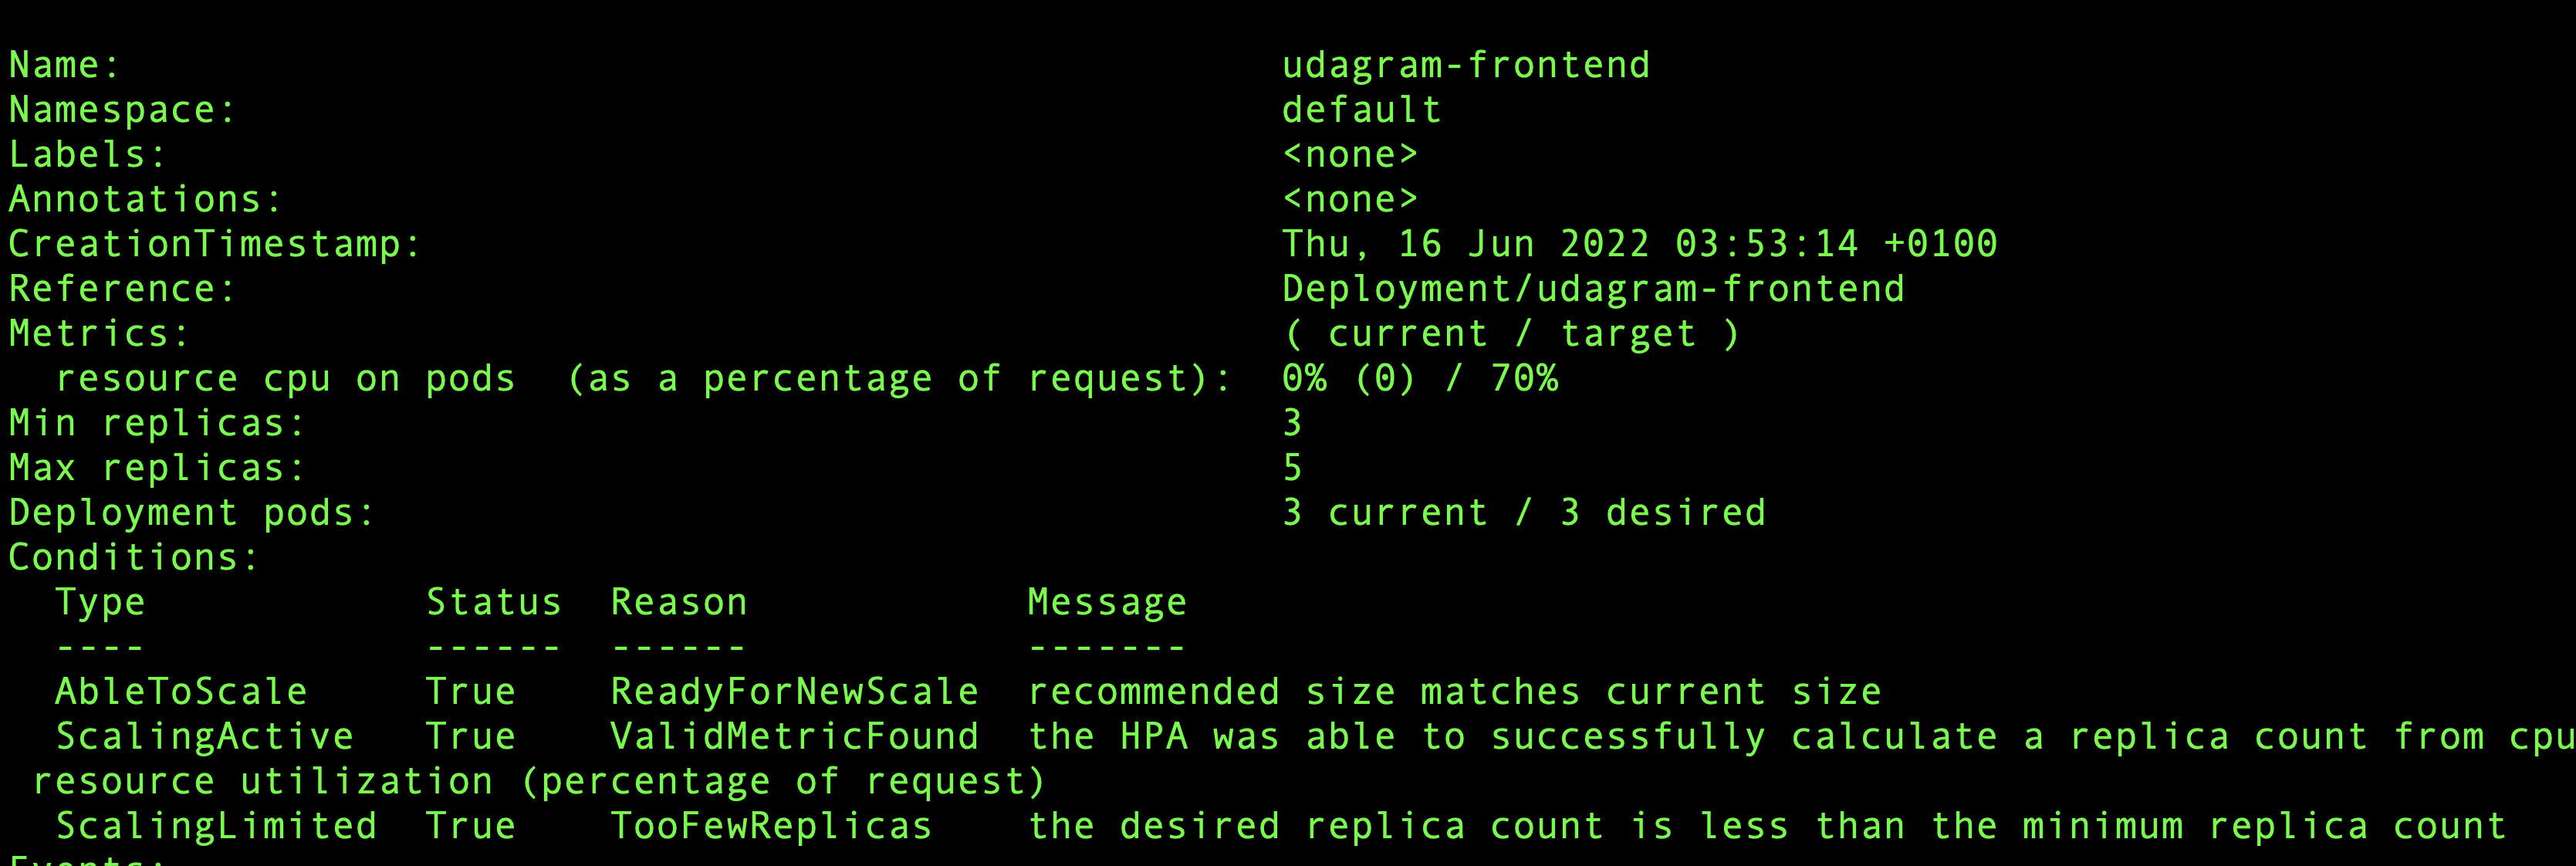 Name: udagram-frontend
Namespace: default
Labels: <none>
Annotations: <none>
CreationTimestamp: Thu, 16 Jun 2022 03:53:14 +0100
Reference: Deployment/udagram-frontend
Metrics: ( current / target )
resource cpu on pods (as a percentage of request): 0% (0) / 70%
Min replicas: 3
Max replicas: 5
Deployment pods: 3 current / 3 desired
Conditions:
Type Status Reason Message
---- ------ ------ -------
AbleToScale True ReadyForNewScale recommended size matches current size
ScalingActive True ValidMetricFound the HPA was able to successfully calculate a replica count from cpu
resource utilization (percentage of request)
ScalingLimited True TooFewReplicas the desired replica count is less than the minimum replica count
Events: